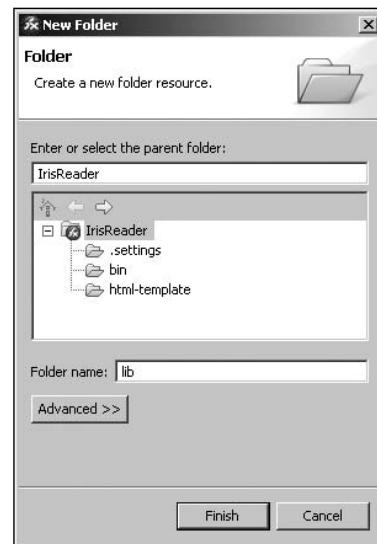 New Folder
Folder
Create a new folder resource.
Enter or select the parent folder:
IrisReader
IrisReader
.settings
bin
html-template
Folder name: lib
Advanced >>
Finish Cancel